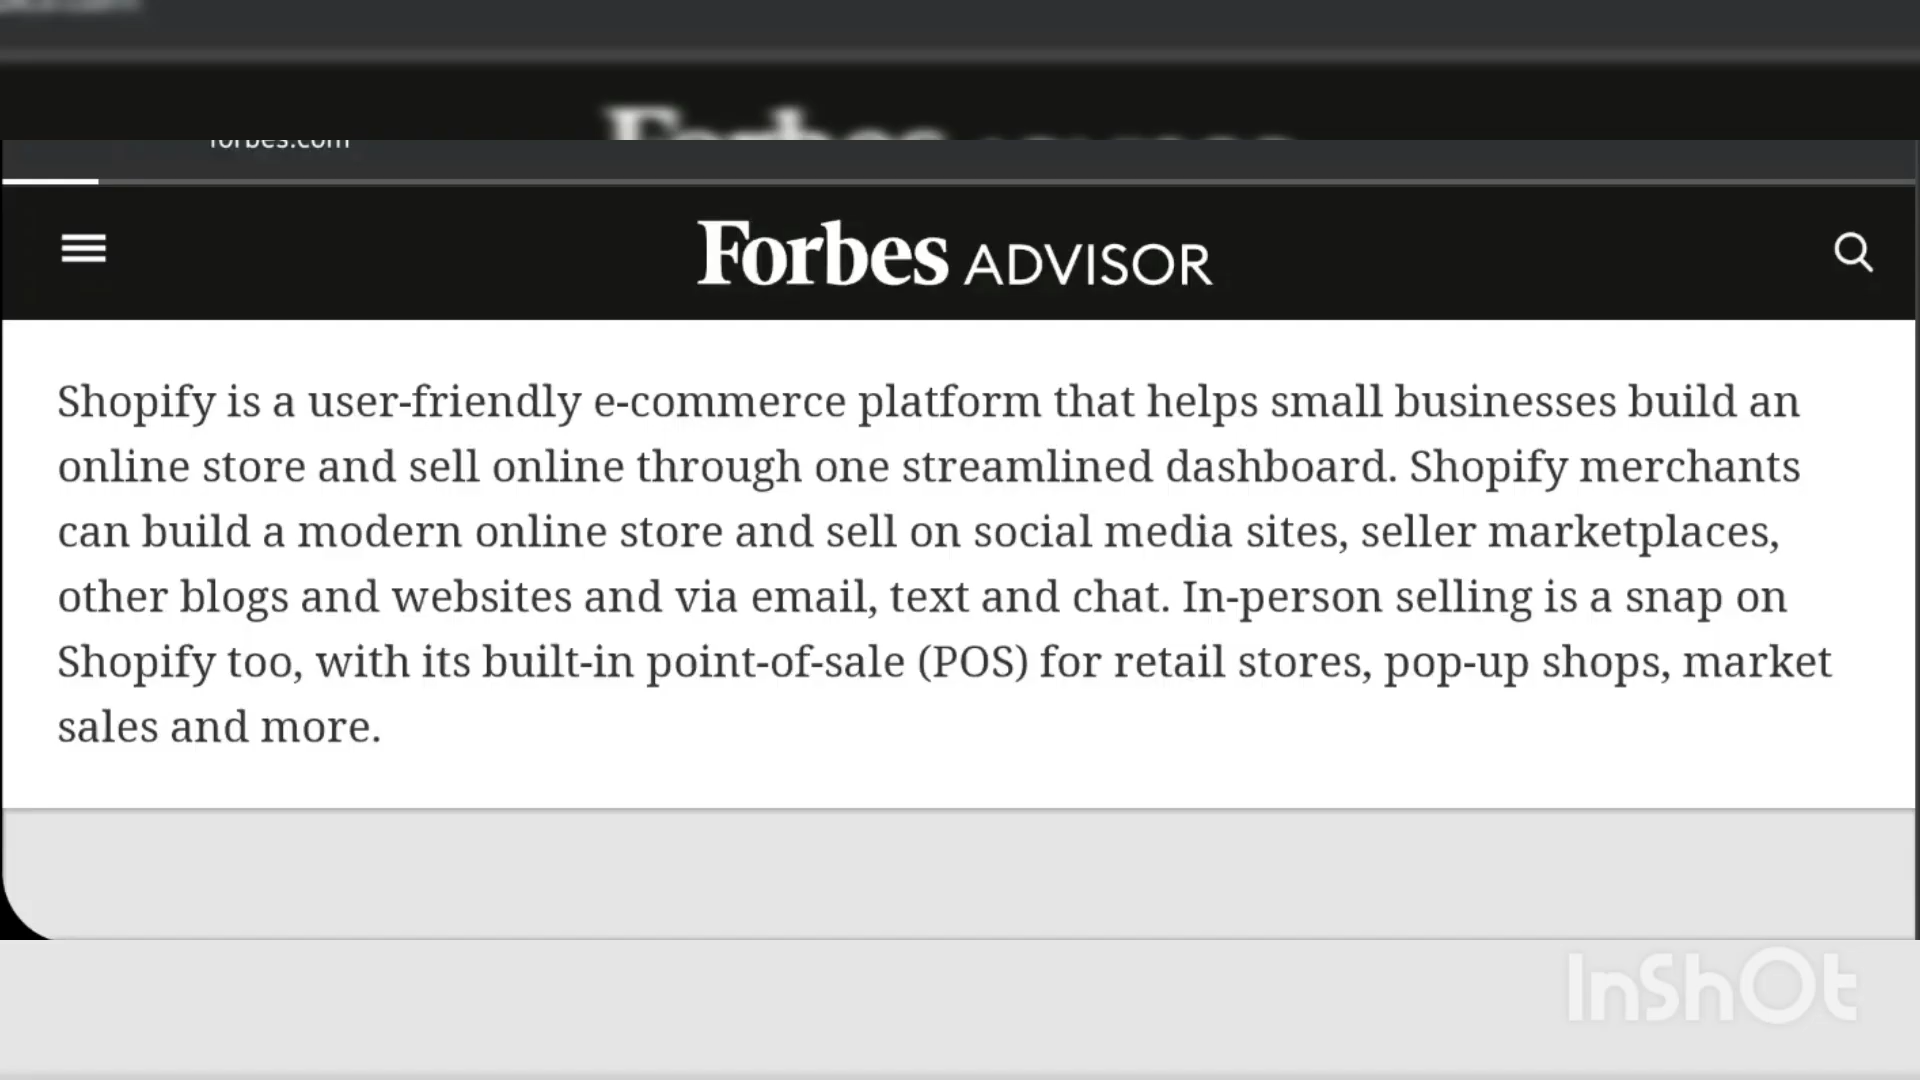 forbes.com
Forbes ADVISOR
Shopify is a user-friendly e-commerce platform that helps small businesses build an
online store and sell online through one streamlined dashboard. Shopify merchants
can build a modern online store and sell on social media sites, seller marketplaces,
other blogs and websites and via email, text and chat. In-person selling is a snap on
Shopify too, with its built-in point-of-sale (POS) for retail stores, pop-up shops, market
sales and more.
InShOt